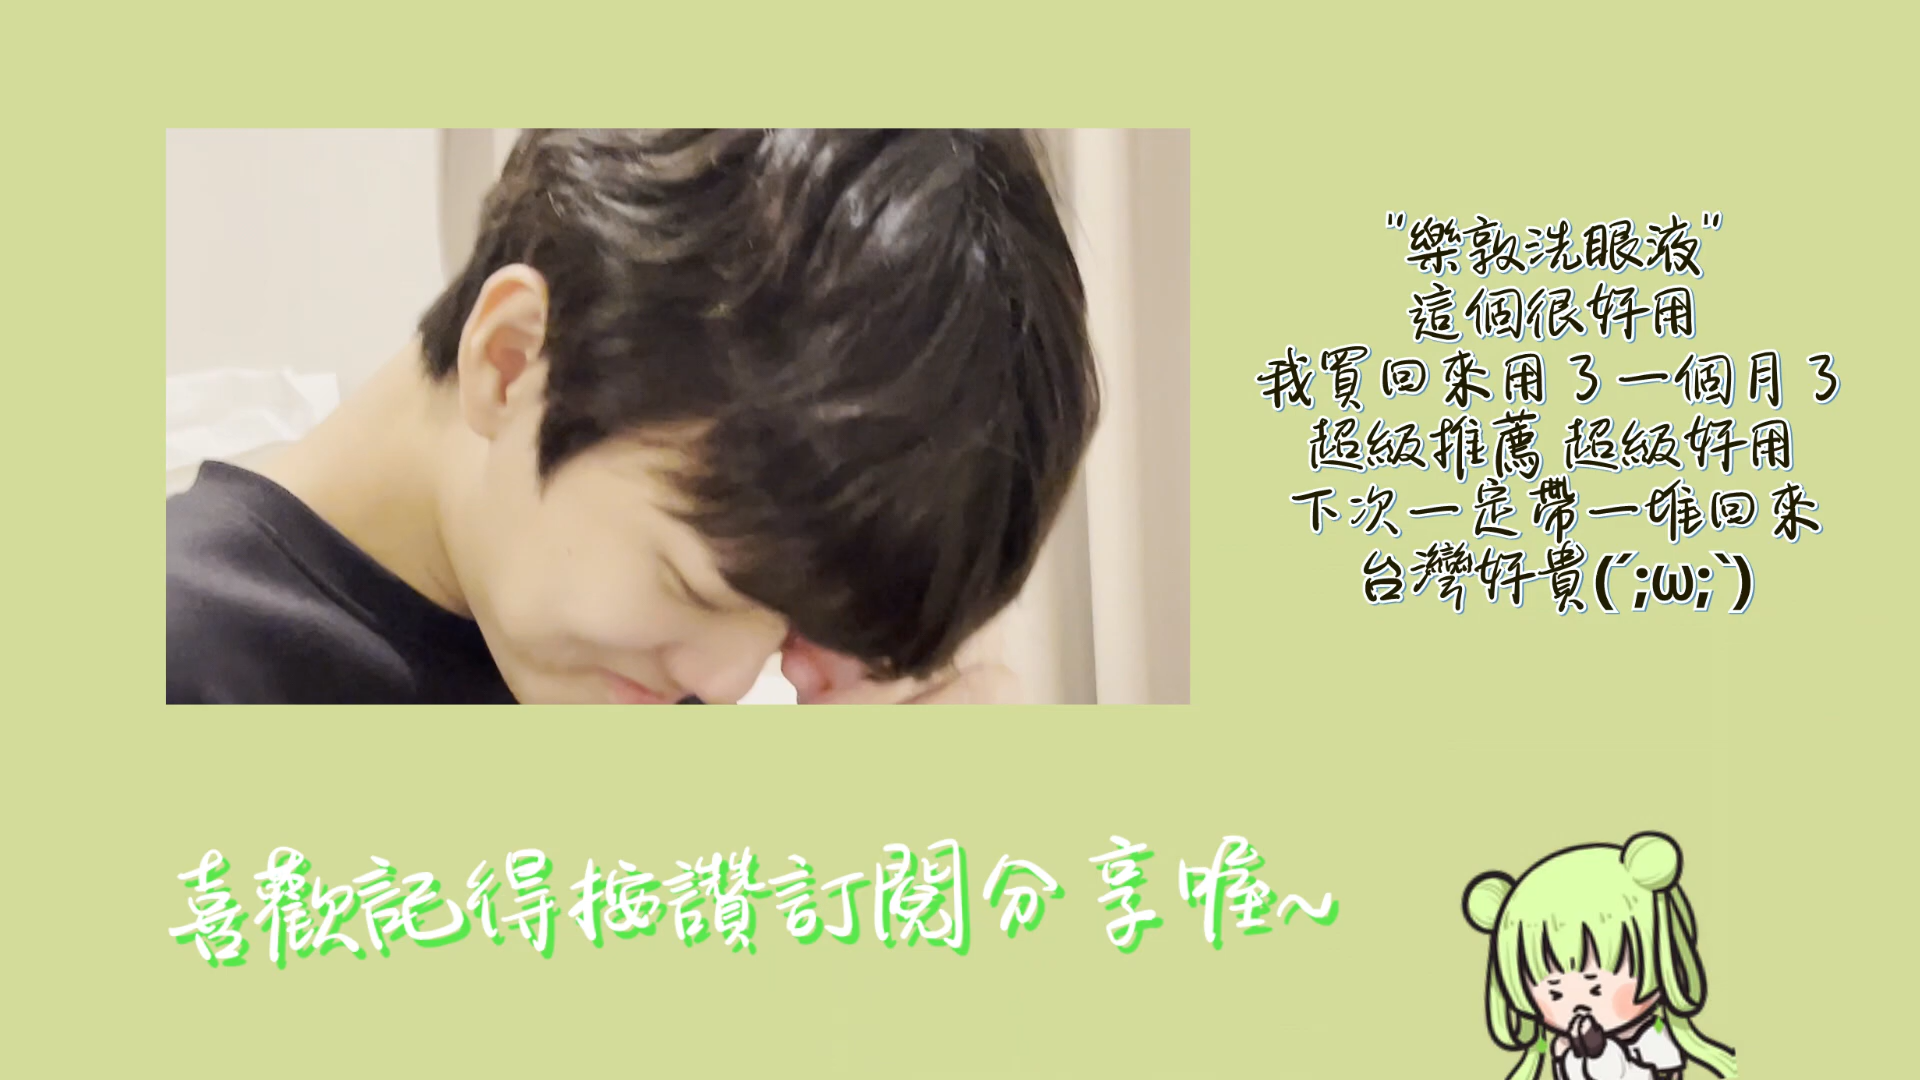 "樂敦洗眼液"
這個很好用
我買回來用了一個月了
超級推薦 超級好用
下次一定帶一堆回來
台灣好貴(´;ω;`)
喜歡記得按讚訂閱分享喔~